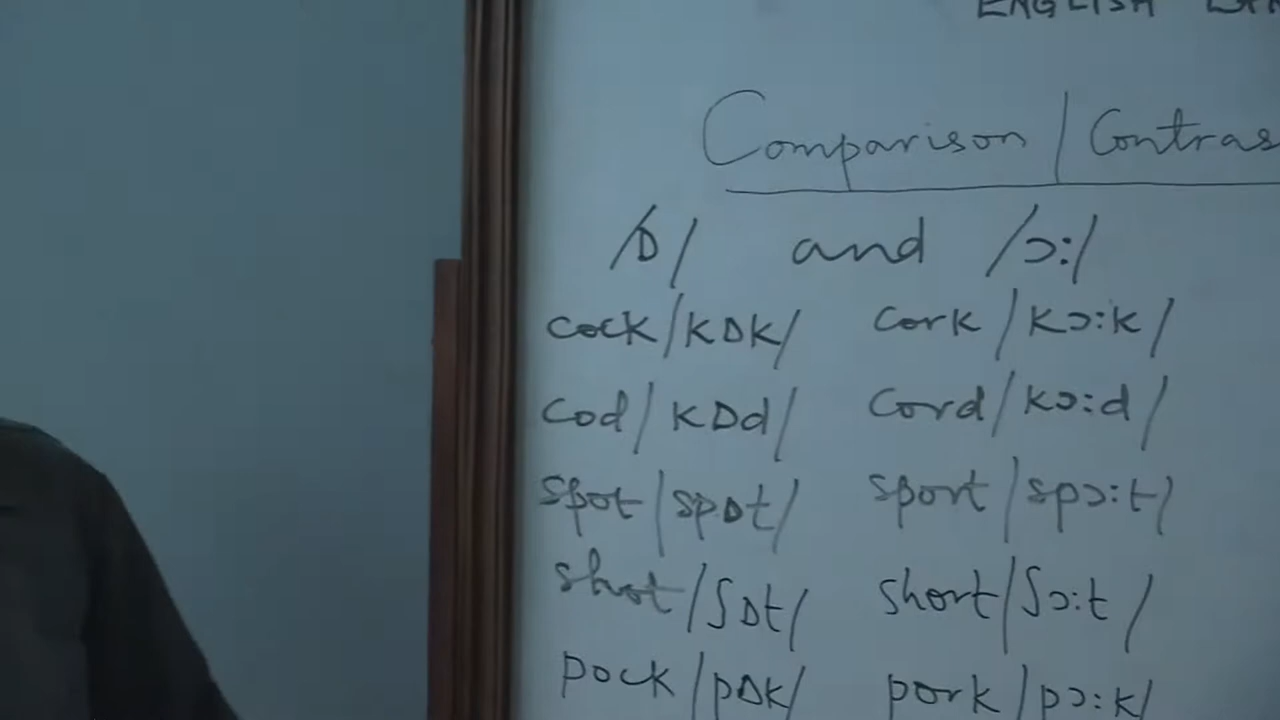 ENGLISH
Comparison / Contras
/ɒ/ and /ɔ:/
cock /kɒk/ cork /kɔ:k/
cod /kɒd/ cord /kɔ:d/
spot /spɒt/ sport /spɔ:t/
shot /ʃɒt/ short /ʃɔ:t/
pock /pɒk/ pork /pɔ:k/